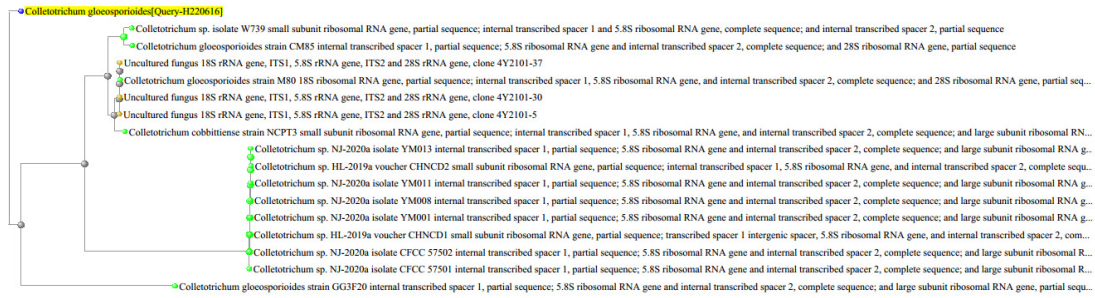 Colletotrichum gloeosporioides[Query-H220616]
Colletotrichum sp. isolate W739 small subunit ribosomal RNA gene, partial sequence; internal transcribed spacer 1 and 5.8S ribosomal RNA gene, complete sequence; and internal transcribed spacer 2, partial sequence
Colletotrichum gloeosporioides strain CM85 internal transcribed spacer 1, partial sequence; 5.8S ribosomal RNA gene and internal transcribed spacer 2, complete sequence; and 28S ribosomal RNA gene, partial sequence
Uncultured fungus 18S rRNA gene, ITS1, 5.8S rRNA gene, ITS2 and 28S rRNA gene, clone 4Y2101-37
Colletotrichum gloeosporioides strain M80 18S ribosomal RNA gene, partial sequence; internal transcribed spacer 1, 5.8S ribosomal RNA gene, and internal transcribed spacer 2, complete sequence; and 28S ribosomal RNA gene, partial seq...
Uncultured fungus 18S rRNA gene, ITS1, 5.8S rRNA gene, ITS2 and 28S rRNA gene, clone 4Y2101-30
Uncultured fungus 18S rRNA gene, ITS1, 5.8S rRNA gene, ITS2 and 28S rRNA gene, clone 4Y2101-5
Colletotrichum cobbittiense strain NCPT3 small subunit ribosomal RNA gene, partial sequence; internal transcribed spacer 1, 5.8S ribosomal RNA gene, and internal transcribed spacer 2, complete sequence; and large subunit ribosomal RN...
Colletotrichum sp. NJ-2020a isolate YM013 internal transcribed spacer 1, partial sequence; 5.8S ribosomal RNA gene and internal transcribed spacer 2, complete sequence; and large subunit ribosomal RNA g...
Colletotrichum sp. HL-2019a voucher CHNCD2 small subunit ribosomal RNA gene, partial sequence; internal transcribed spacer 1, 5.8S ribosomal RNA gene, and internal transcribed spacer 2, complete sequ...
Colletotrichum sp. NJ-2020a isolate YM011 internal transcribed spacer 1, partial sequence; 5.8S ribosomal RNA gene and internal transcribed spacer 2, complete sequence; and large subunit ribosomal RNA g...
Colletotrichum sp. NJ-2020a isolate YM008 internal transcribed spacer 1, partial sequence; 5.8S ribosomal RNA gene and internal transcribed spacer 2, complete sequence; and large subunit ribosomal RNA g...
Colletotrichum sp. NJ-2020a isolate YM001 internal transcribed spacer 1, partial sequence; 5.8S ribosomal RNA gene and internal transcribed spacer 2, complete sequence; and large subunit ribosomal RNA g...
Colletotrichum sp. HL-2019a voucher CHNCD1 small subunit ribosomal RNA gene, partial sequence; transcribed spacer 1 intergenic spacer, 5.8S ribosomal RNA gene, and internal transcribed spacer 2, com...
Colletotrichum sp. NJ-2020a isolate CFCC 57502 internal transcribed spacer 1, partial sequence; 5.8S ribosomal RNA gene and internal transcribed spacer 2, complete sequence; and large subunit ribosomal R...
Colletotrichum sp. NJ-2020a isolate CFCC 57501 internal transcribed spacer 1, partial sequence; 5.8S ribosomal RNA gene and internal transcribed spacer 2, complete sequence; and large subunit ribosomal R...
Colletotrichum gloeosporioides strain GG3F20 internal transcribed spacer 1, partial sequence; 5.8S ribosomal RNA gene and internal transcribed spacer 2, complete sequence; and large subunit ribosomal RNA gene, partial sequ...